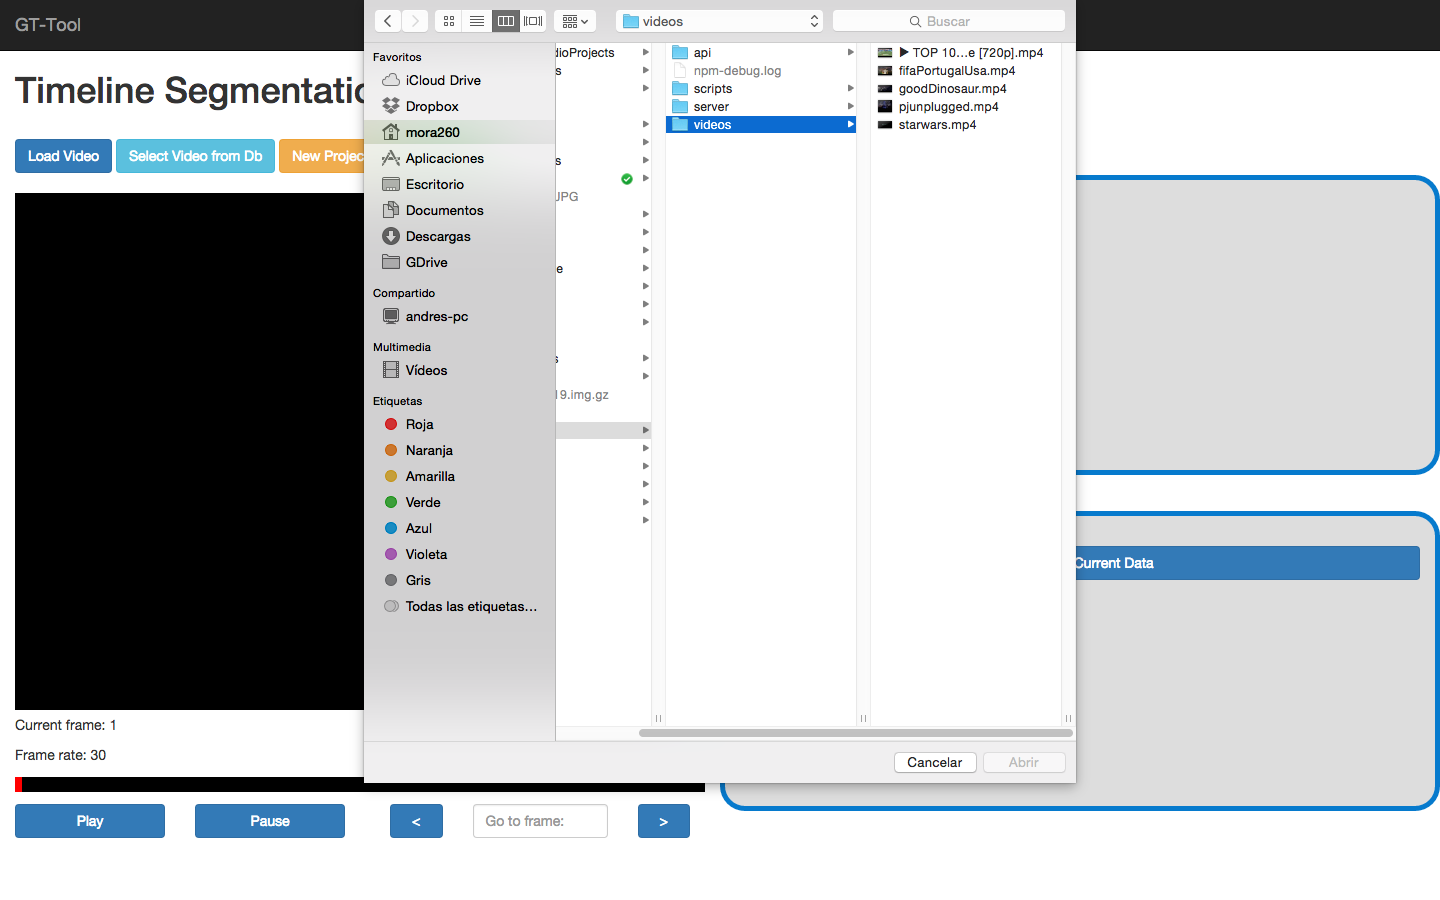 GT-Tool
Timeline Segmentatio
Load Video
Select Video from Db
New Projec
Current frame: 1
Frame rate: 30
Play
Pause
<
Go to frame:
>
videos
Buscar
Favoritos
iCloud Drive
Dropbox
mora260
Aplicaciones
Escritorio
Documentos
Descargas
GDrive
Compartido
andres-pc
Multimedia
Vídeos
Etiquetas
Roja
Naranja
Amarilla
Verde
Azul
Violeta
Gris
Todas las etiquetas...
dioProjects
s
s
JPG
e
s
19.img.gz
api
npm-debug.log
scripts
server
videos
▶ TOP 10...e [720p].mp4
fifaPortugalUsa.mp4
goodDinosaur.mp4
pjunplugged.mp4
starwars.mp4
Cancelar
Abrir
Current Data